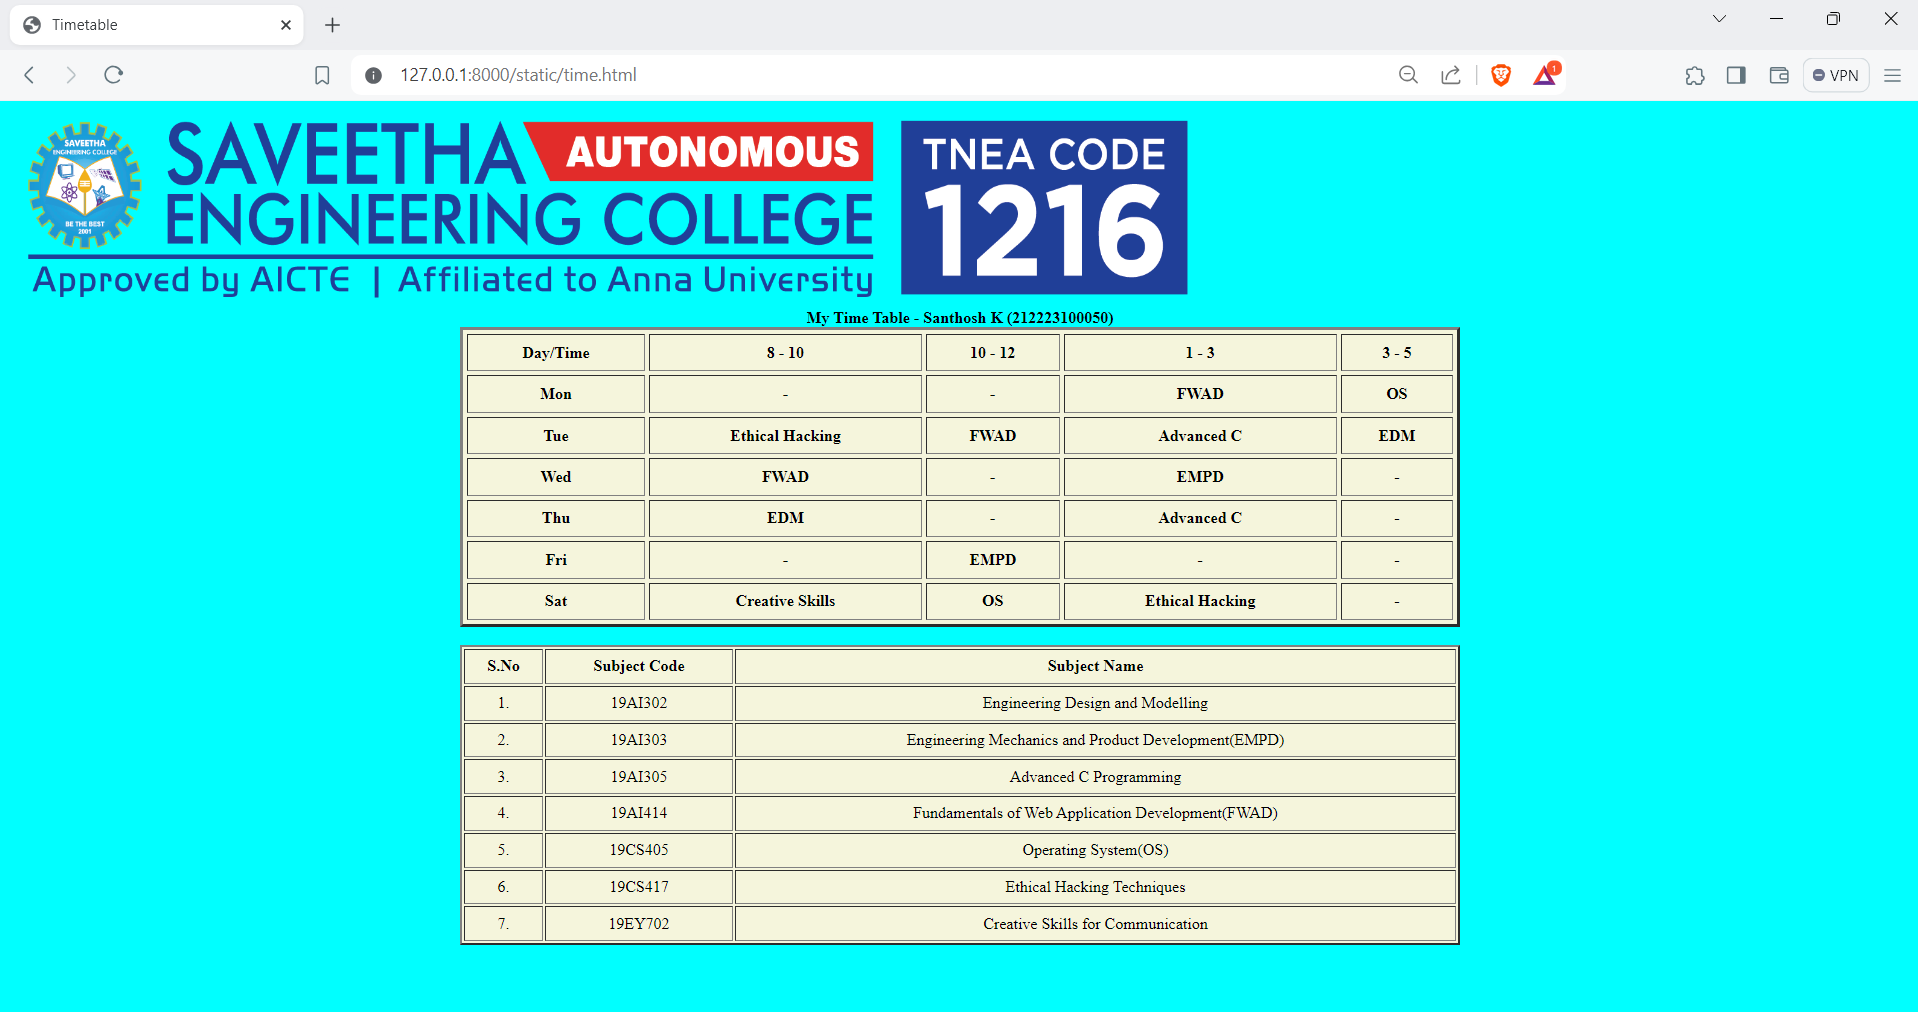 Timetable
127.0.0.1:8000/static/time.html
1
VPN
SAVEETHA
ENGINEERING COLLEGE
BE THE BEST
2001
SAVEETHA AUTONOMOUS
ENGINEERING COLLEGE
Approved by AICTE | Affiliated to Anna University
TNEA CODE
1216
My Time Table - Santhosh K (212223100050)
Day/Time 8 - 10 10 - 12 1 - 3 3 - 5
Mon - - FWAD OS
Tue Ethical Hacking FWAD Advanced C EDM
Wed FWAD - EMPD -
Thu EDM - Advanced C -
Fri - EMPD - -
Sat Creative Skills OS Ethical Hacking -
S.No Subject Code Subject Name
1. 19AI302 Engineering Design and Modelling
2. 19AI303 Engineering Mechanics and Product Development(EMPD)
3. 19AI305 Advanced C Programming
4. 19AI414 Fundamentals of Web Application Development(FWAD)
5. 19CS405 Operating System(OS)
6. 19CS417 Ethical Hacking Techniques
7. 19EY702 Creative Skills for Communication